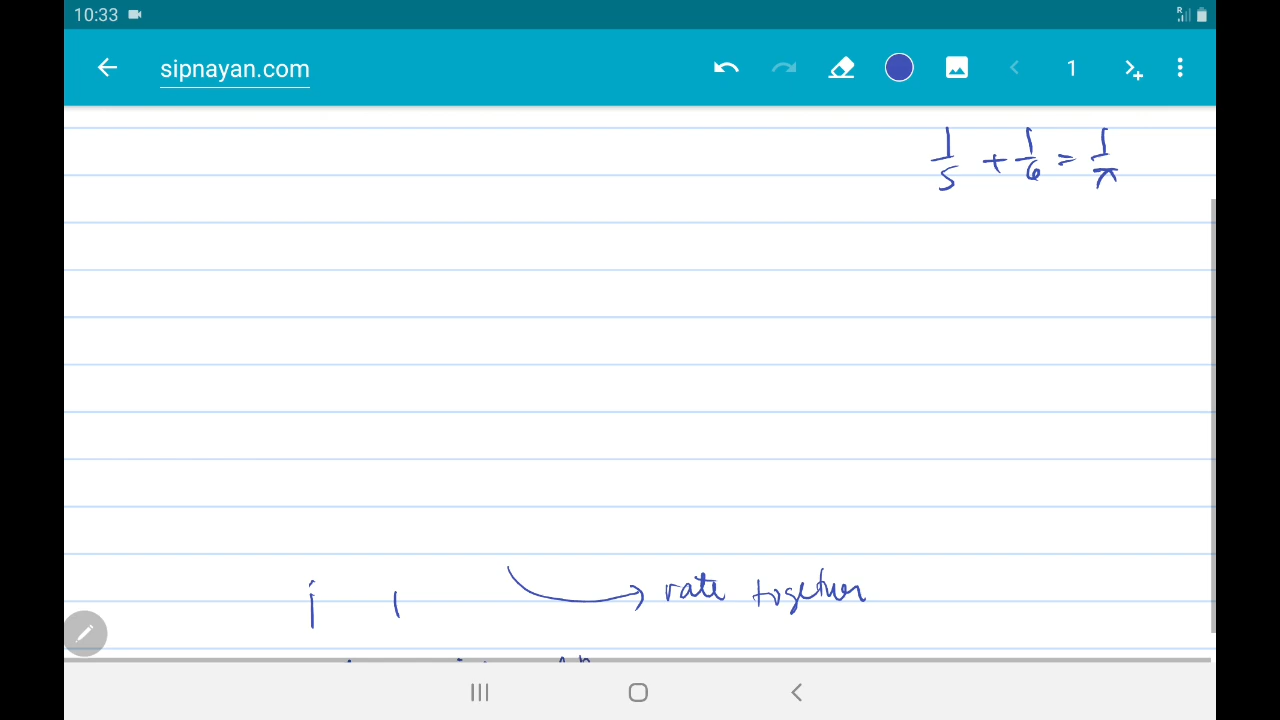 10:33
sipnayan.com
1
1/5 + 1/6 = 1/x
rate together